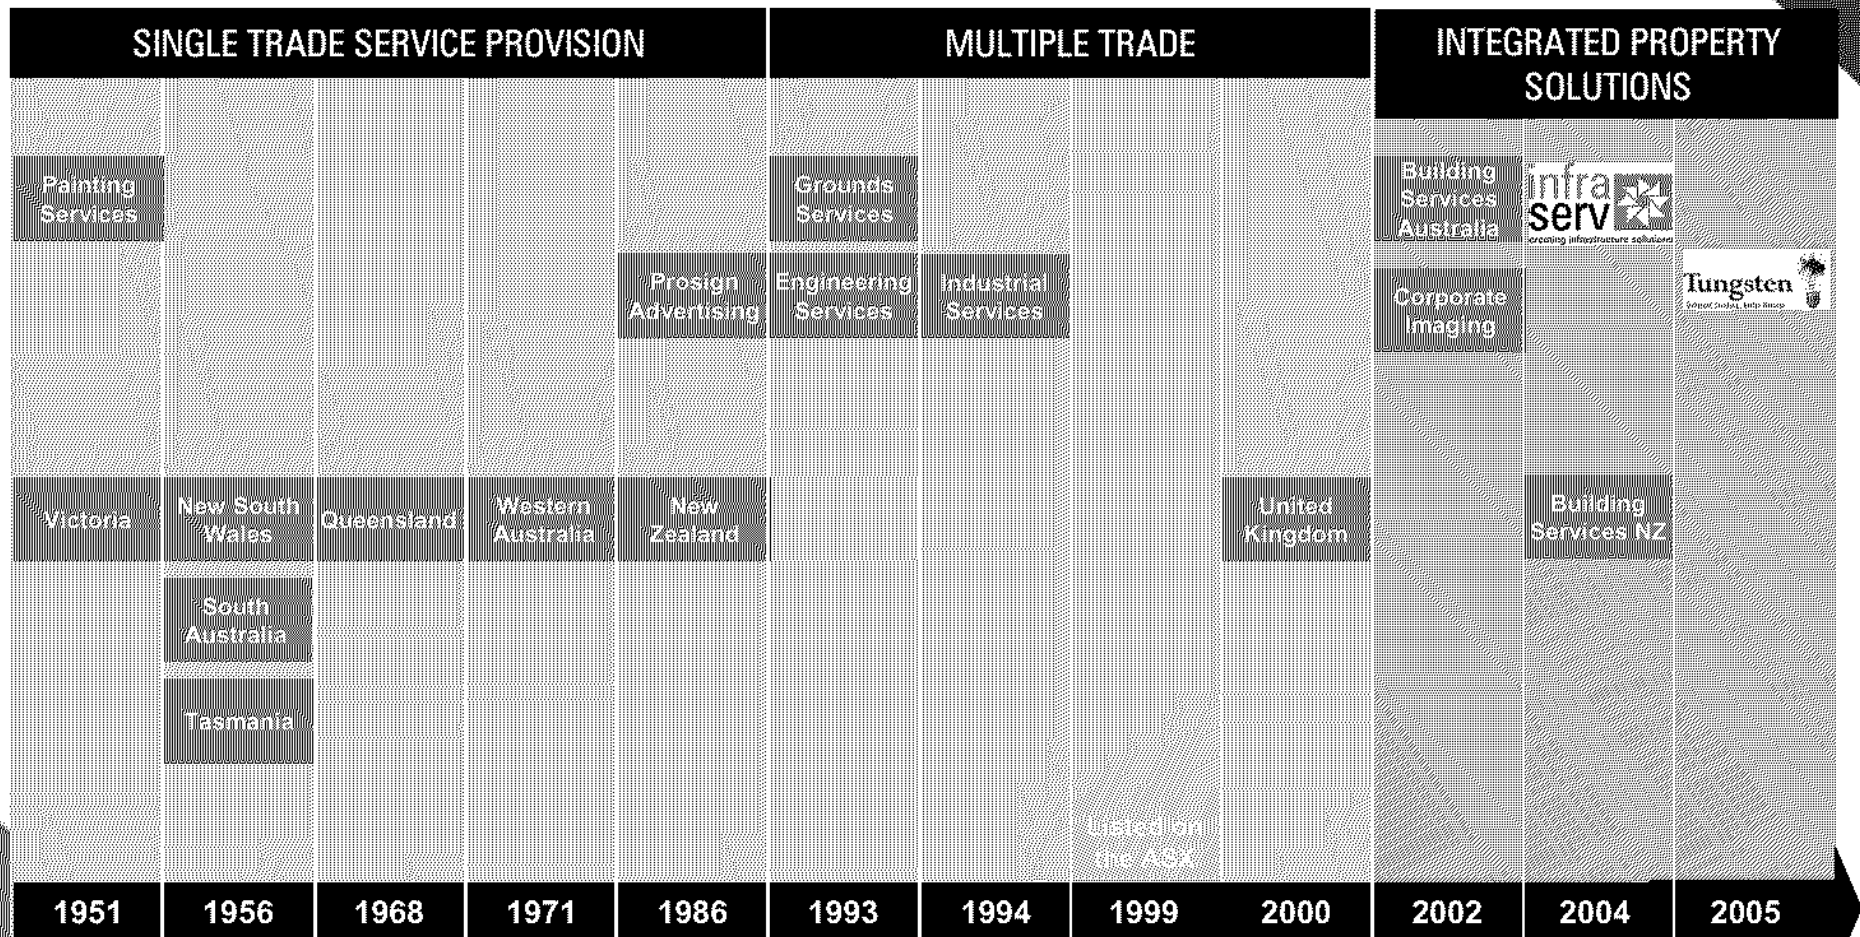 SINGLE TRADE SERVICE PROVISION
MULTIPLE TRADE
INTEGRATED PROPERTY
SOLUTIONS
Painting
Services
Grounds
Services
Building
Services
Australia
infra
serv
creating infrastructure solutions
Prosign
Advertising
Engineering
Services
Industrial
Services
Corporate
Imaging
Tungsten
Victoria
New South
Wales
Queensland
Western
Australia
New
Zealand
United
Kingdom
Building
Services NZ
South
Australia
Tasmania
Listed on
the ASX
1951
1956
1968
1971
1986
1993
1994
1999
2000
2002
2004
2005